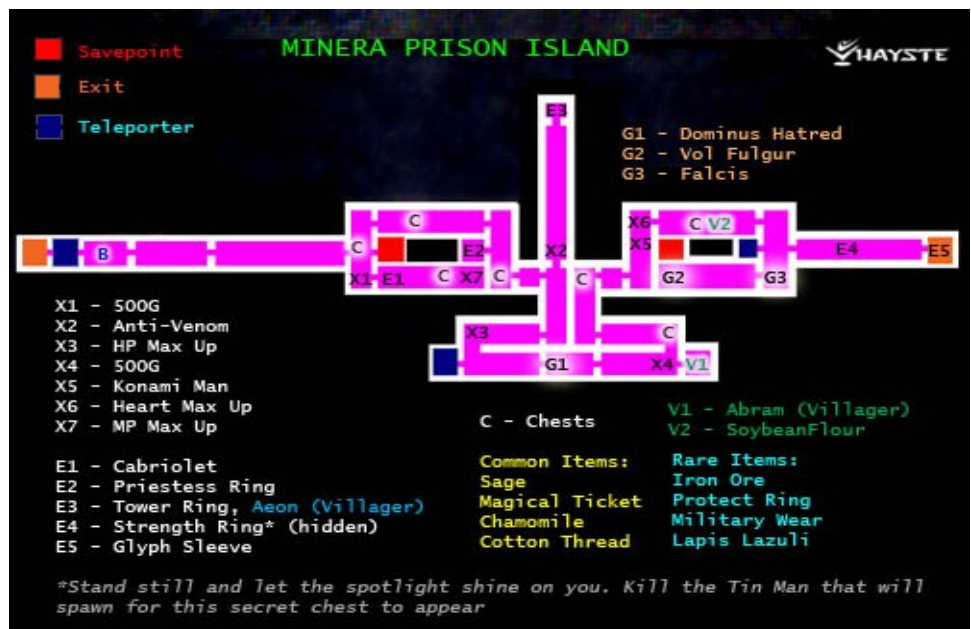 MINERA PRISON ISLAND
WHAYSTE
Savepoint
Exit
Teleporter
G1 - Dominus Hatred
G2 - Vol Fulgur
G3 - Falcis
E3
C
X6
C V2
B
C
E2
X2
X5
E4
E5
X1 E1
C X7 C
C
G2
G3
X3
C
G1
X4 V1
X1 - 500G
X2 - Anti-Venom
X3 - HP Max Up
X4 - 500G
X5 - Konami Man
X6 - Heart Max Up
X7 - MP Max Up
E1 - Cabriolet
E2 - Priestess Ring
E3 - Tower Ring, Aeon (Villager)
E4 - Strength Ring* (hidden)
E5 - Glyph Sleeve
C - Chests
Common Items:
Sage
Magical Ticket
Chamomile
Cotton Thread
V1 - Abram (Villager)
V2 - SoybeanFlour
Rare Items:
Iron Ore
Protect Ring
Military Wear
Lapis Lazuli
*Stand still and let the spotlight shine on you. Kill the Tin Man that will
spawn for this secret chest to appear